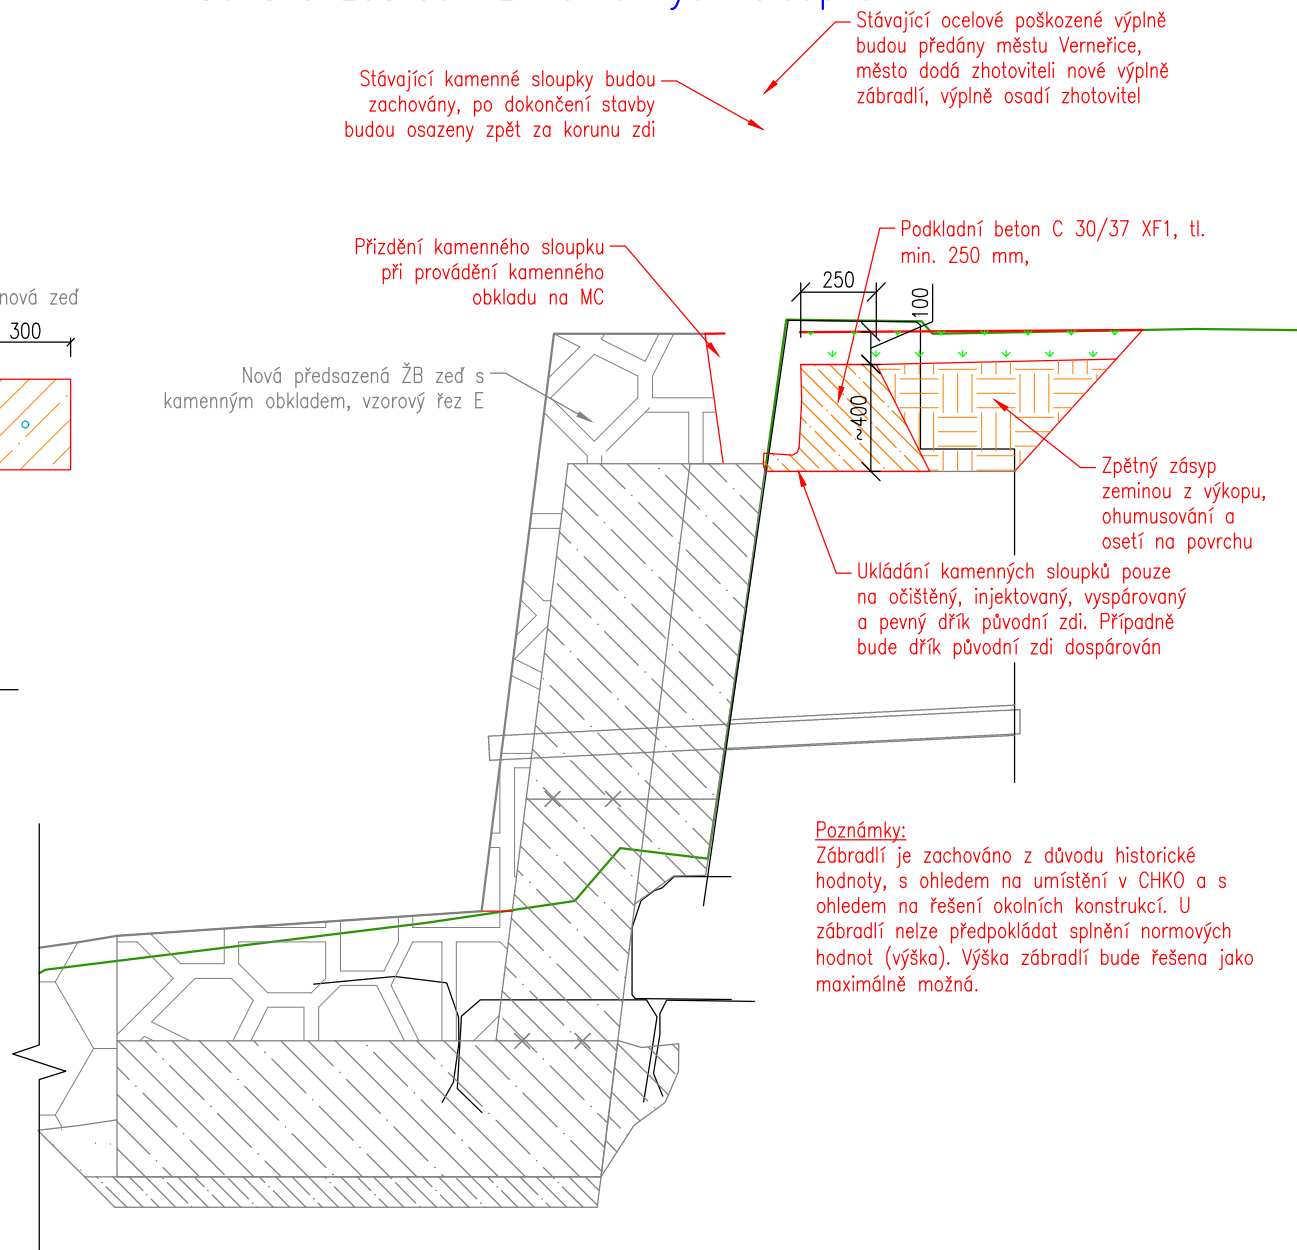 Stávající ocelové poškozené výplně
budou předány městu Verneřice,
město dodá zhotoviteli nové výplně
zábradlí, výplně osadí zhotovitel
Stávající kamenné sloupky budou
zachovány, po dokončení stavby
budou osazeny zpět za korunu zdi
Přizdění kamenného sloupku
při provádění kamenného
obkladu na MC
Podkladní beton C 30/37 XF1, tl.
min. 250 mm,
nová zeď
300
250
100
~400
Nová předsazená ŽB zeď s
kamenným obkladem, vzorový řez E
Zpětný zásyp
zeminou z výkopu,
ohumusování a
osetí na povrchu
Ukládání kamenných sloupků pouze
na očištěný, injektovaný, vyspárovaný
a pevný dřík původní zdi. Případně
bude dřík původní zdi dospárován
Poznámky:
Zábradlí je zachováno z důvodu historické
hodnoty, s ohledem na umístění v CHKO a s
ohledem na řešení okolních konstrukcí. U
zábradlí nelze předpokládat splnění normových
hodnot (výška). Výška zábradlí bude řešena jako
maximálně možná.